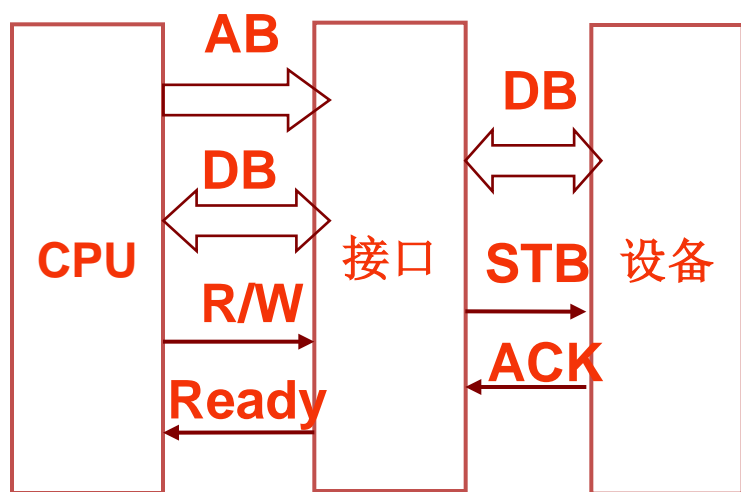 AB
DB
DB
CPU
接口
STB
设备
R/W
ACK
Ready